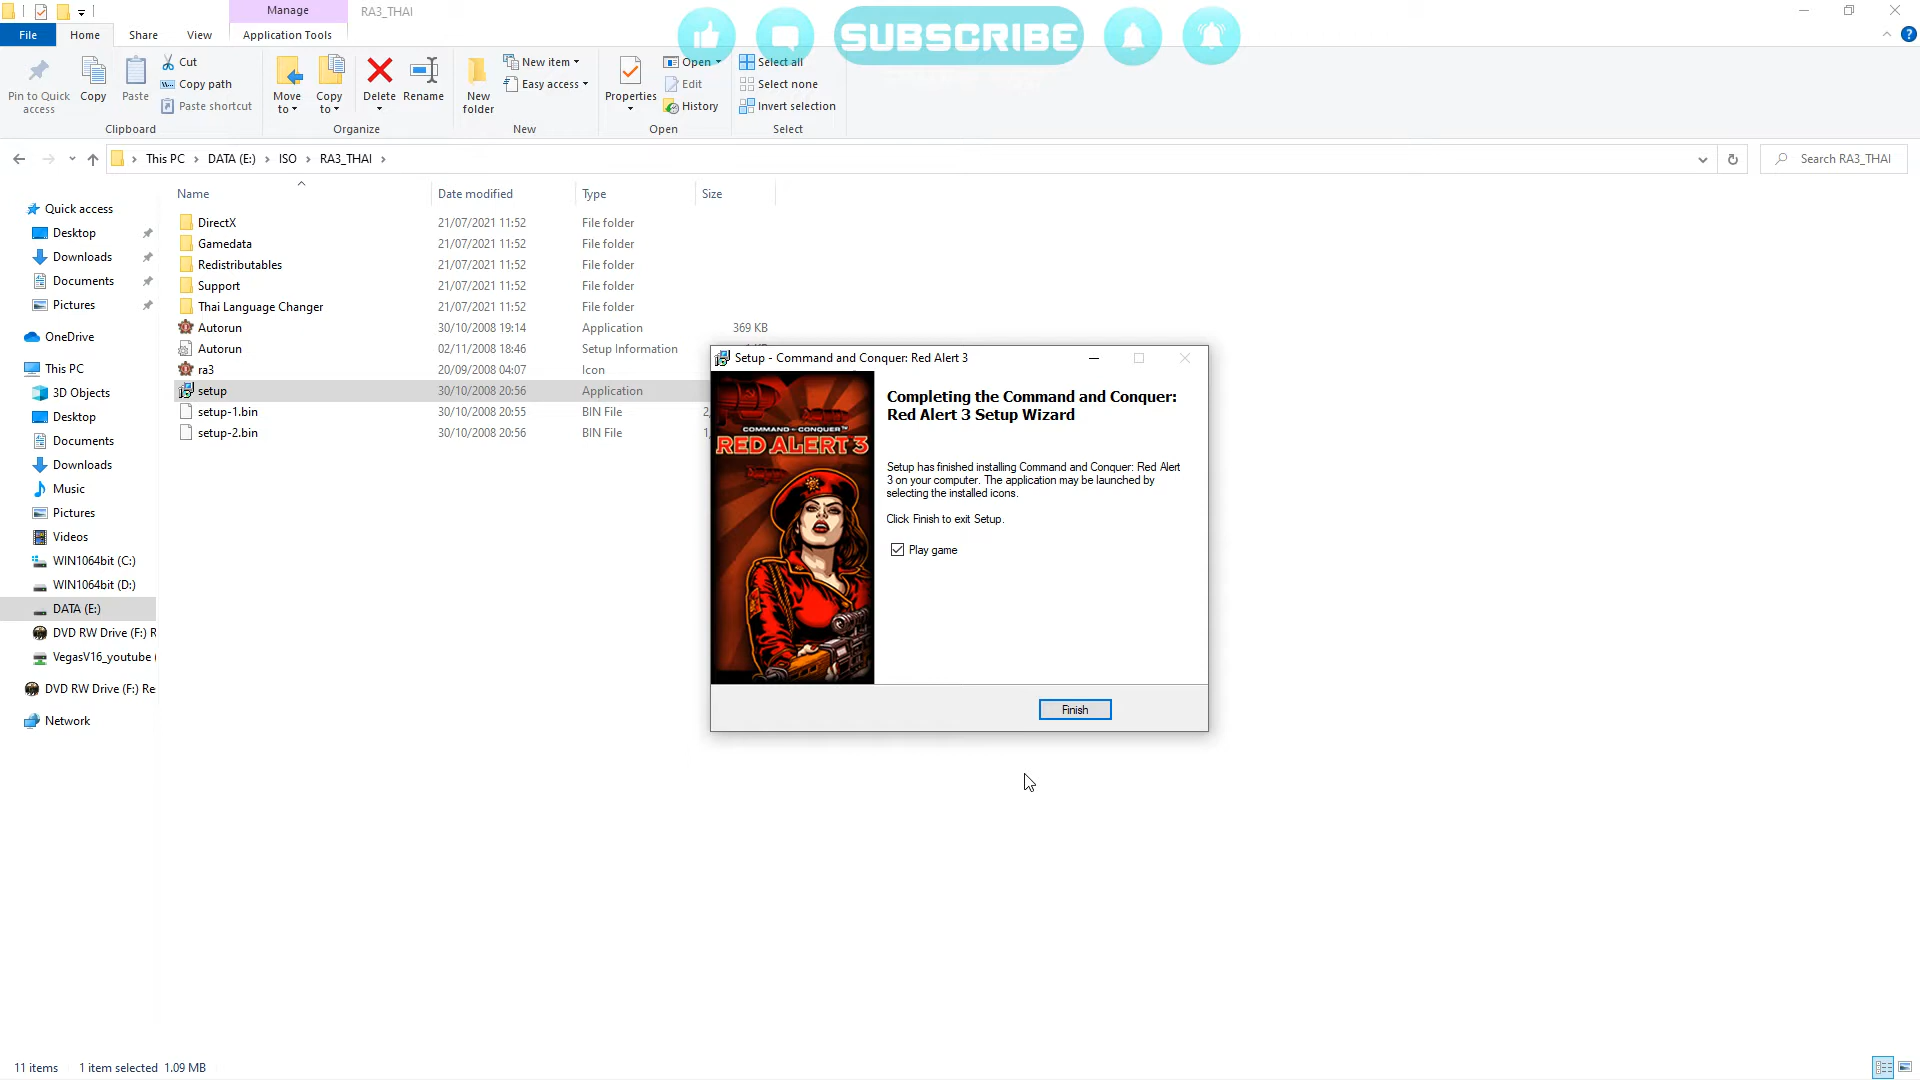 Manage
RA3_THAI
File
Home
Share
View
Application Tools
SUBSCRIBE
Pin to Quick access
Copy
Paste
Cut
Copy path
Paste shortcut
Clipboard
Move to
Copy to
Delete
Rename
Organize
New folder
New item
Easy access
New
Properties
Open
Edit
History
Open
Select all
Select none
Invert selection
Select
This PC
DATA (E:)
ISO
RA3_THAI
Search RA3_THAI
Name
Date modified
Type
Size
Quick access
Desktop
Downloads
Documents
Pictures
OneDrive
This PC
3D Objects
Desktop
Documents
Downloads
Music
Pictures
Videos
WIN1064bit (C:)
WIN1064bit (D:)
DATA (E:)
DVD RW Drive (F:) R
VegasV16_youtube (
DVD RW Drive (F:) Re
Network
DirectX 21/07/2021 11:52 File folder
Gamedata 21/07/2021 11:52 File folder
Redistributables 21/07/2021 11:52 File folder
Support 21/07/2021 11:52 File folder
Thai Language Changer 21/07/2021 11:52 File folder
Autorun 30/10/2008 19:14 Application 369 KB
Autorun 02/11/2008 18:46 Setup Information
ra3 20/09/2008 04:07 Icon
setup 30/10/2008 20:56 Application
setup-1.bin 30/10/2008 20:55 BIN File 2,
setup-2.bin 30/10/2008 20:56 BIN File 1,
Setup - Command and Conquer: Red Alert 3
COMMAND & CONQUER™
RED ALERT 3
Completing the Command and Conquer:
Red Alert 3 Setup Wizard
Setup has finished installing Command and Conquer: Red Alert
3 on your computer. The application may be launched by
selecting the installed icons.
Click Finish to exit Setup.
Play game
Finish
11 items
1 item selected 1.09 MB